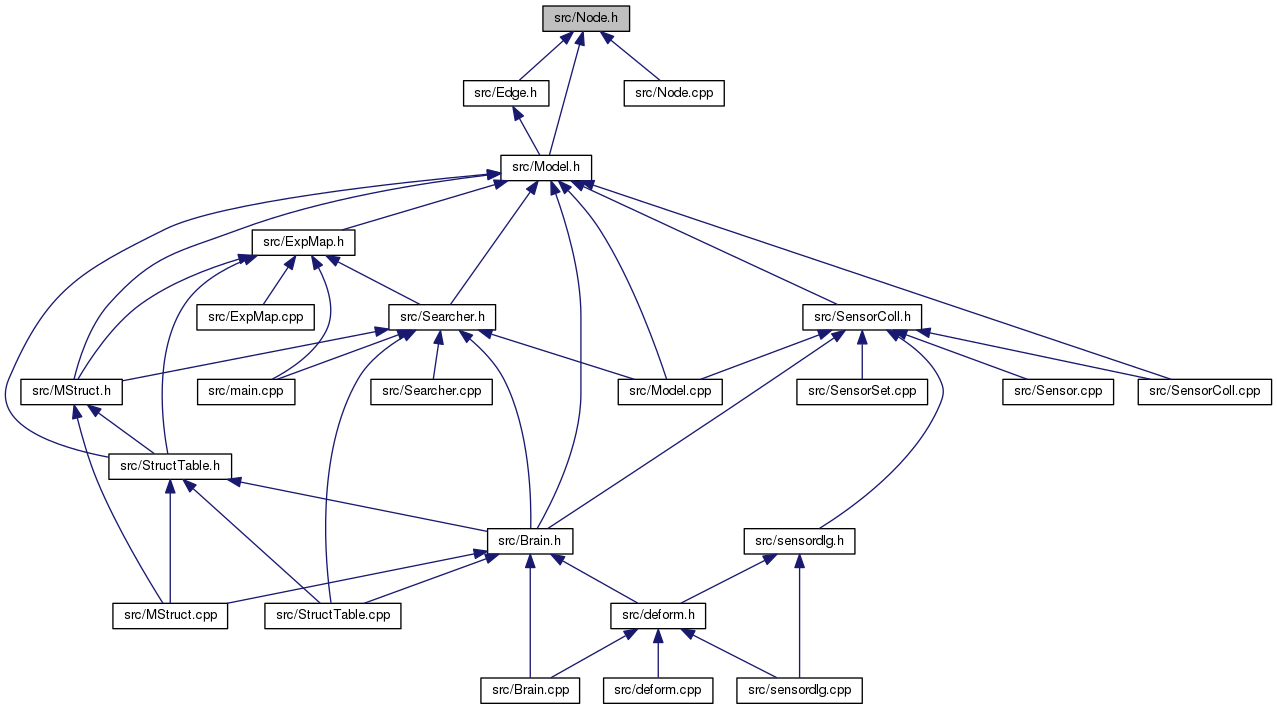 src/Node.h
src/Edge.h
src/Node.cpp
src/Model.h
src/ExpMap.h
src/ExpMap.cpp
src/Searcher.h
src/SensorColl.h
src/MStruct.h
src/main.cpp
src/Searcher.cpp
src/Model.cpp
src/SensorSet.cpp
src/Sensor.cpp
src/SensorColl.cpp
src/StructTable.h
src/Brain.h
src/sensordlg.h
src/MStruct.cpp
src/StructTable.cpp
src/deform.h
src/Brain.cpp
src/deform.cpp
src/sensordlg.cpp